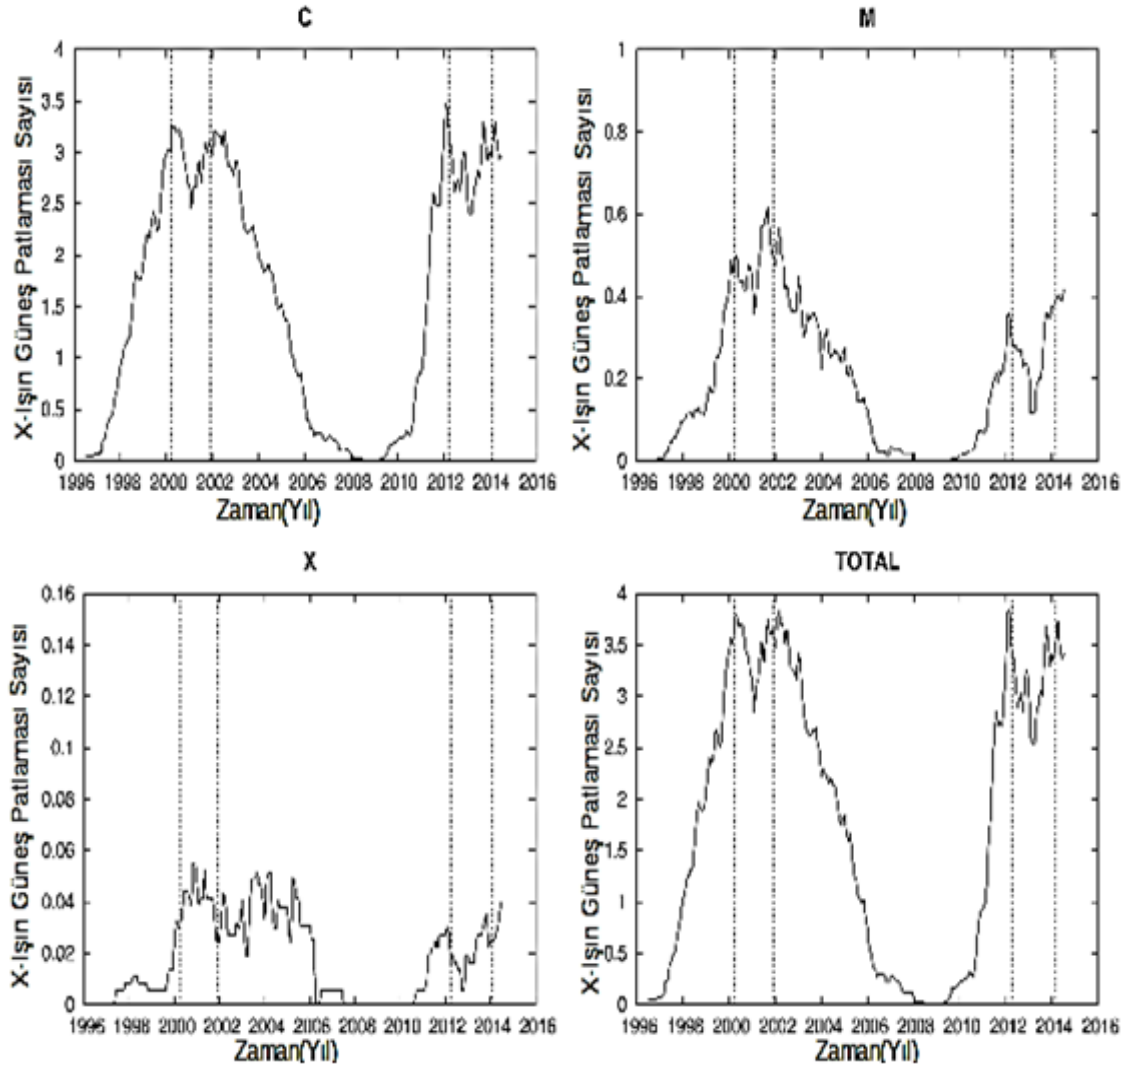 C
4
3.5
3
2.5
2
1.5
1
0.5
0
X-Işın Güneş Patlaması Sayısı
1996 1998 2000 2002 2004 2006 2008 2010 2012 2014 2016
Zaman(Yıl)
M
1
0.8
0.6
0.4
0.2
0
X-Işın Güneş Patlaması Sayısı
1996 1998 2000 2002 2004 2006 2008 2010 2012 2014 2016
Zaman(Yıl)
X
0.16
0.14
0.12
0.1
0.08
0.06
0.04
0.02
0
X-Işın Güneş Patlaması Sayısı
1996 1998 2000 2002 2004 2006 2008 2010 2012 2014 2016
Zaman(Yıl)
TOTAL
4
3.5
3
2.5
2
1.5
1
0.5
0
X-Işın Güneş Patlaması Sayısı
1996 1998 2000 2002 2004 2006 2008 2010 2012 2014 2016
Zaman(Yıl)